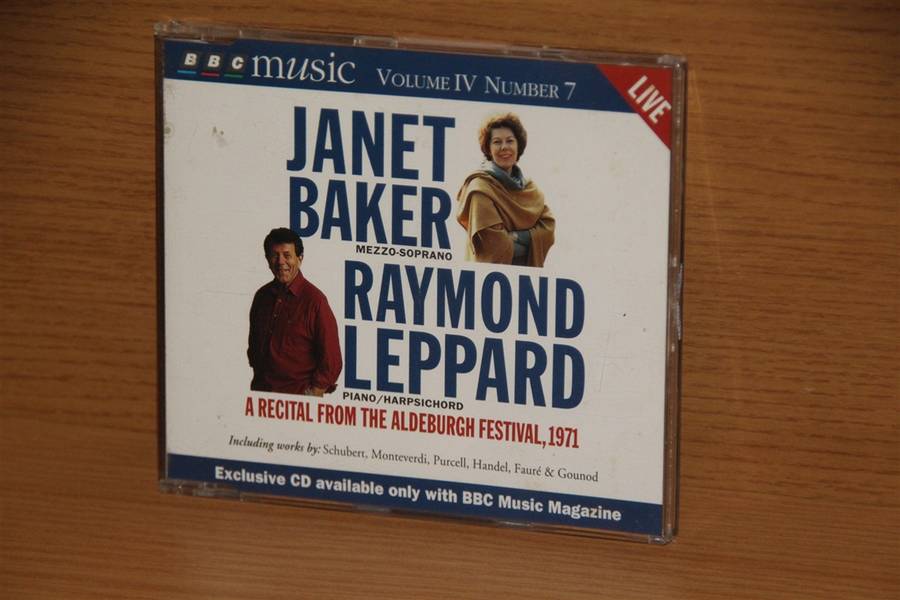 BBC music VOLUME IV NUMBER 7
LIVE
JANET
BAKER
MEZZO-SOPRANO
RAYMOND
LEPPARD
PIANO/HARPSICHORD
A RECITAL FROM THE ALDEBURGH FESTIVAL, 1971
Including works by: Schubert, Monteverdi, Purcell, Handel, Fauré & Gounod
Exclusive CD available only with BBC Music Magazine